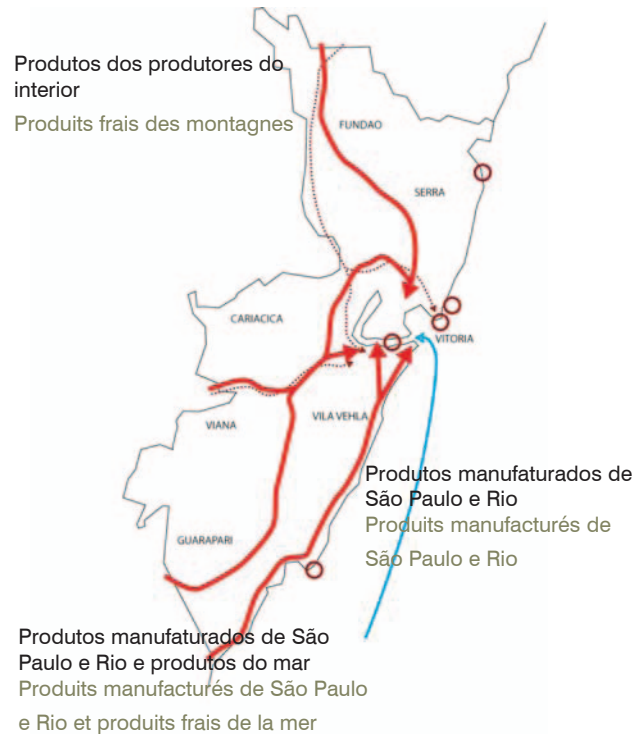 Produtos dos produtores do
interior
Produits frais des montagnes
FUNDAO
SERRA
CARIACICA
VITORIA
VILA VEHLA
VIANA
Produtos manufaturados de
São Paulo e Rio
Produits manufacturés de
São Paulo e Rio
GUARAPARI
Produtos manufaturados de São
Paulo e Rio e produtos do mar
Produits manufacturés de São Paulo
e Rio et produits frais de la mer